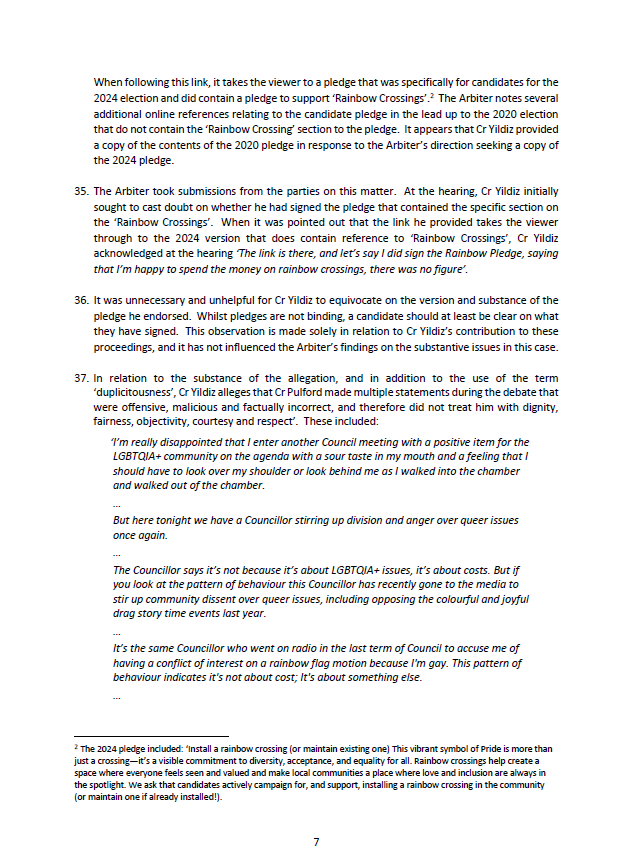 When following this link, it takes the viewer to a pledge that was specifically for candidates for the
2024 election and did contain a pledge to support ‘Rainbow Crossings’.² The Arbiter notes several
additional online references relating to the candidate pledge in the lead up to the 2020 election
that do not contain the ‘Rainbow Crossing’ section to the pledge. It appears that Cr Yildiz provided
a copy of the contents of the 2020 pledge in response to the Arbiter’s direction seeking a copy of
the 2024 pledge.
35. The Arbiter took submissions from the parties on this matter. At the hearing, Cr Yildiz initially
sought to cast doubt on whether he had signed the pledge that contained the specific section on
the ‘Rainbow Crossings’. When it was pointed out that the link he provided takes the viewer
through to the 2024 version that does contain reference to ‘Rainbow Crossings’, Cr Yildiz
acknowledged at the hearing ‘The link is there, and let’s say I did sign the Rainbow Pledge, saying
that I’m happy to spend the money on rainbow crossings, there was no figure’.
36. It was unnecessary and unhelpful for Cr Yildiz to equivocate on the version and substance of the
pledge he endorsed. Whilst pledges are not binding, a candidate should at least be clear on what
they have signed. This observation is made solely in relation to Cr Yildiz’s contribution to these
proceedings, and it has not influenced the Arbiter’s findings on the substantive issues in this case.
37. In relation to the substance of the allegation, and in addition to the use of the term
‘duplicitousness’, Cr Yildiz alleges that Cr Pulford made multiple statements during the debate that
were offensive, malicious and factually incorrect, and therefore did not treat him with dignity,
fairness, objectivity, courtesy and respect’. These included:
‘I’m really disappointed that I enter another Council meeting with a positive item for the
LGBTQIA+ community on the agenda with a sour taste in my mouth and a feeling that I
should have to look over my shoulder or look behind me as I walked into the chamber
and walked out of the chamber.
...
But here tonight we have a Councillor stirring up division and anger over queer issues
once again.
...
The Councillor says it’s not because it’s about LGBTQIA+ issues, it’s about costs. But if
you look at the pattern of behaviour this Councillor has recently gone to the media to
stir up community dissent over queer issues, including opposing the colourful and joyful
drag story time events last year.
...
It’s the same Councillor who went on radio in the last term of Council to accuse me of
having a conflict of interest on a rainbow flag motion because I'm gay. This pattern of
behaviour indicates it's not about cost; It's about something else.
...
² The 2024 pledge included: ‘Install a rainbow crossing (or maintain existing one) This vibrant symbol of Pride is more than
just a crossing—it’s a visible commitment to diversity, acceptance, and equality for all. Rainbow crossings help create a
space where everyone feels seen and valued and make local communities a place where love and inclusion are always in
the spotlight. We ask that candidates actively campaign for, and support, installing a rainbow crossing in the community
(or maintain one if already installed!).
7